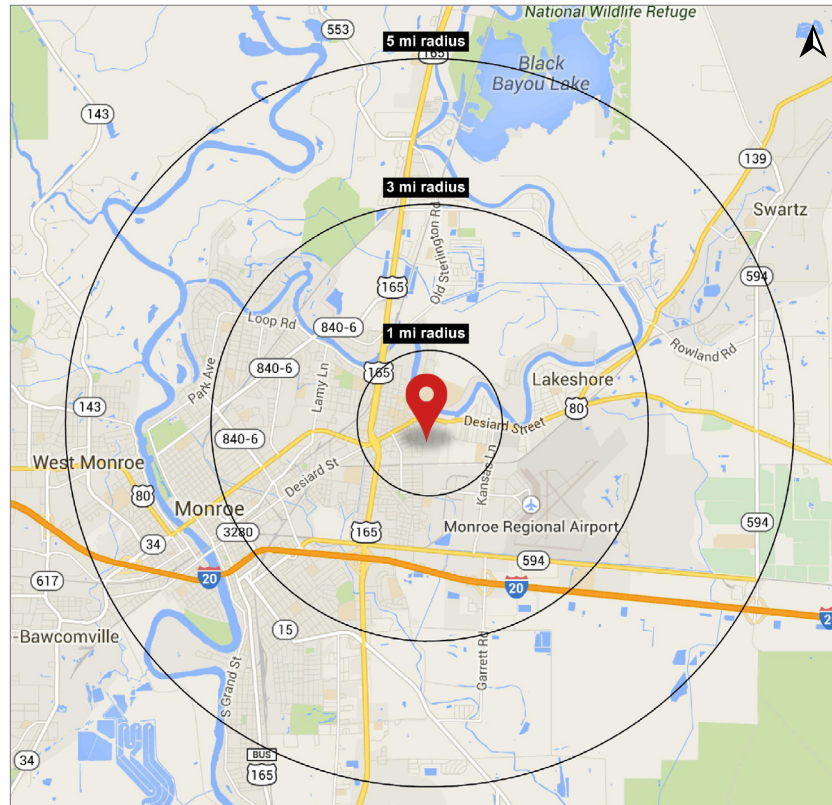 National Wildlife Refuge
553
5 mi radius
165
Black
Bayou Lake
143
139
3 mi radius
Swartz
Old Sterlington Rd
594
165
Loop Rd
840-6
1 mi radius
Rowland Rd
Park Ave
840-6
Lamy Ln
165
Lakeshore
143
80
Desiard Street
840-6
Kansas Ln
West Monroe
Desiard St
80
Monroe
Monroe Regional Airport
594
34
3280
165
594
20
20
617
2
15
Bawcomville
Garrett Rd
S Grand St
34
BUS
165